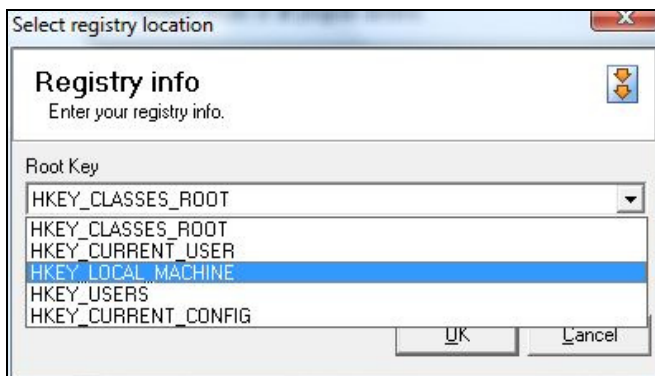 Select registry location
Registry info
Enter your registry info.
Root Key
HKEY_CLASSES_ROOT
HKEY_CLASSES_ROOT
HKEY_CURRENT_USER
HKEY_LOCAL_MACHINE
HKEY_USERS
HKEY_CURRENT_CONFIG
OK Cancel